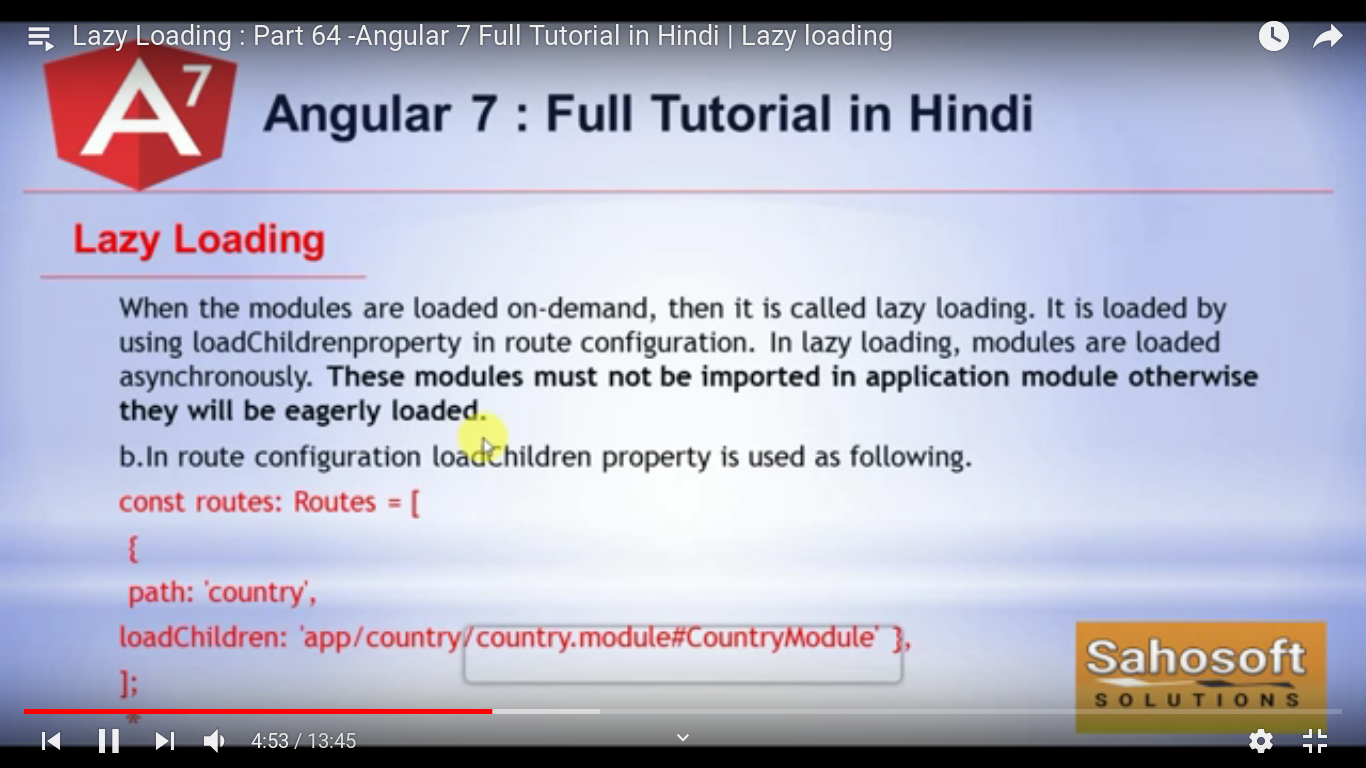 Lazy Loading : Part 64 -Angular 7 Full Tutorial in Hindi | Lazy loading
A7
Angular 7 : Full Tutorial in Hindi
Lazy Loading
When the modules are loaded on-demand, then it is called lazy loading. It is loaded by
using loadChildrenproperty in route configuration. In lazy loading, modules are loaded
asynchronously. These modules must not be imported in application module otherwise
they will be eagerly loaded.
b.In route configuration loadChildren property is used as following.
const routes: Routes = [
{
path: 'country',
loadChildren: 'app/country/country.module#CountryModule' },
];
*
Sahosoft
SOLUTIONS
4:53 / 13:45